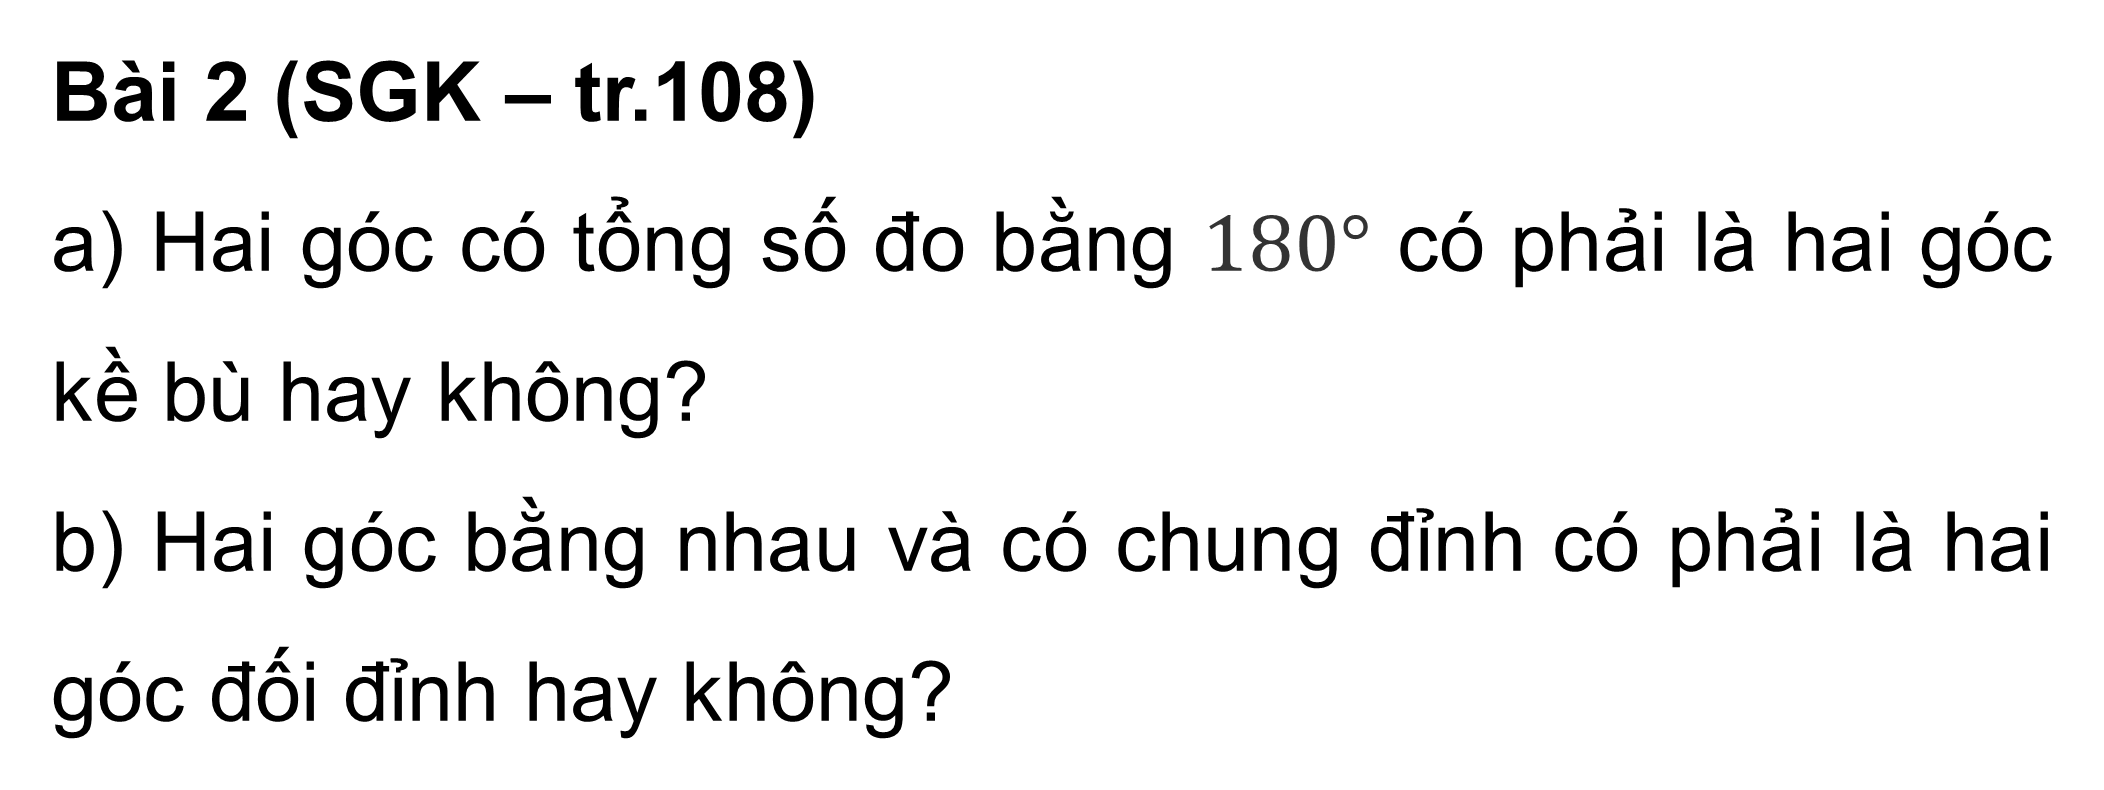 Bài 2 (SGK – tr.108)
a) Hai góc có tổng số đo bằng 180° có phải là hai góc
kề bù hay không?
b) Hai góc bằng nhau và có chung đỉnh có phải là hai
góc đối đỉnh hay không?